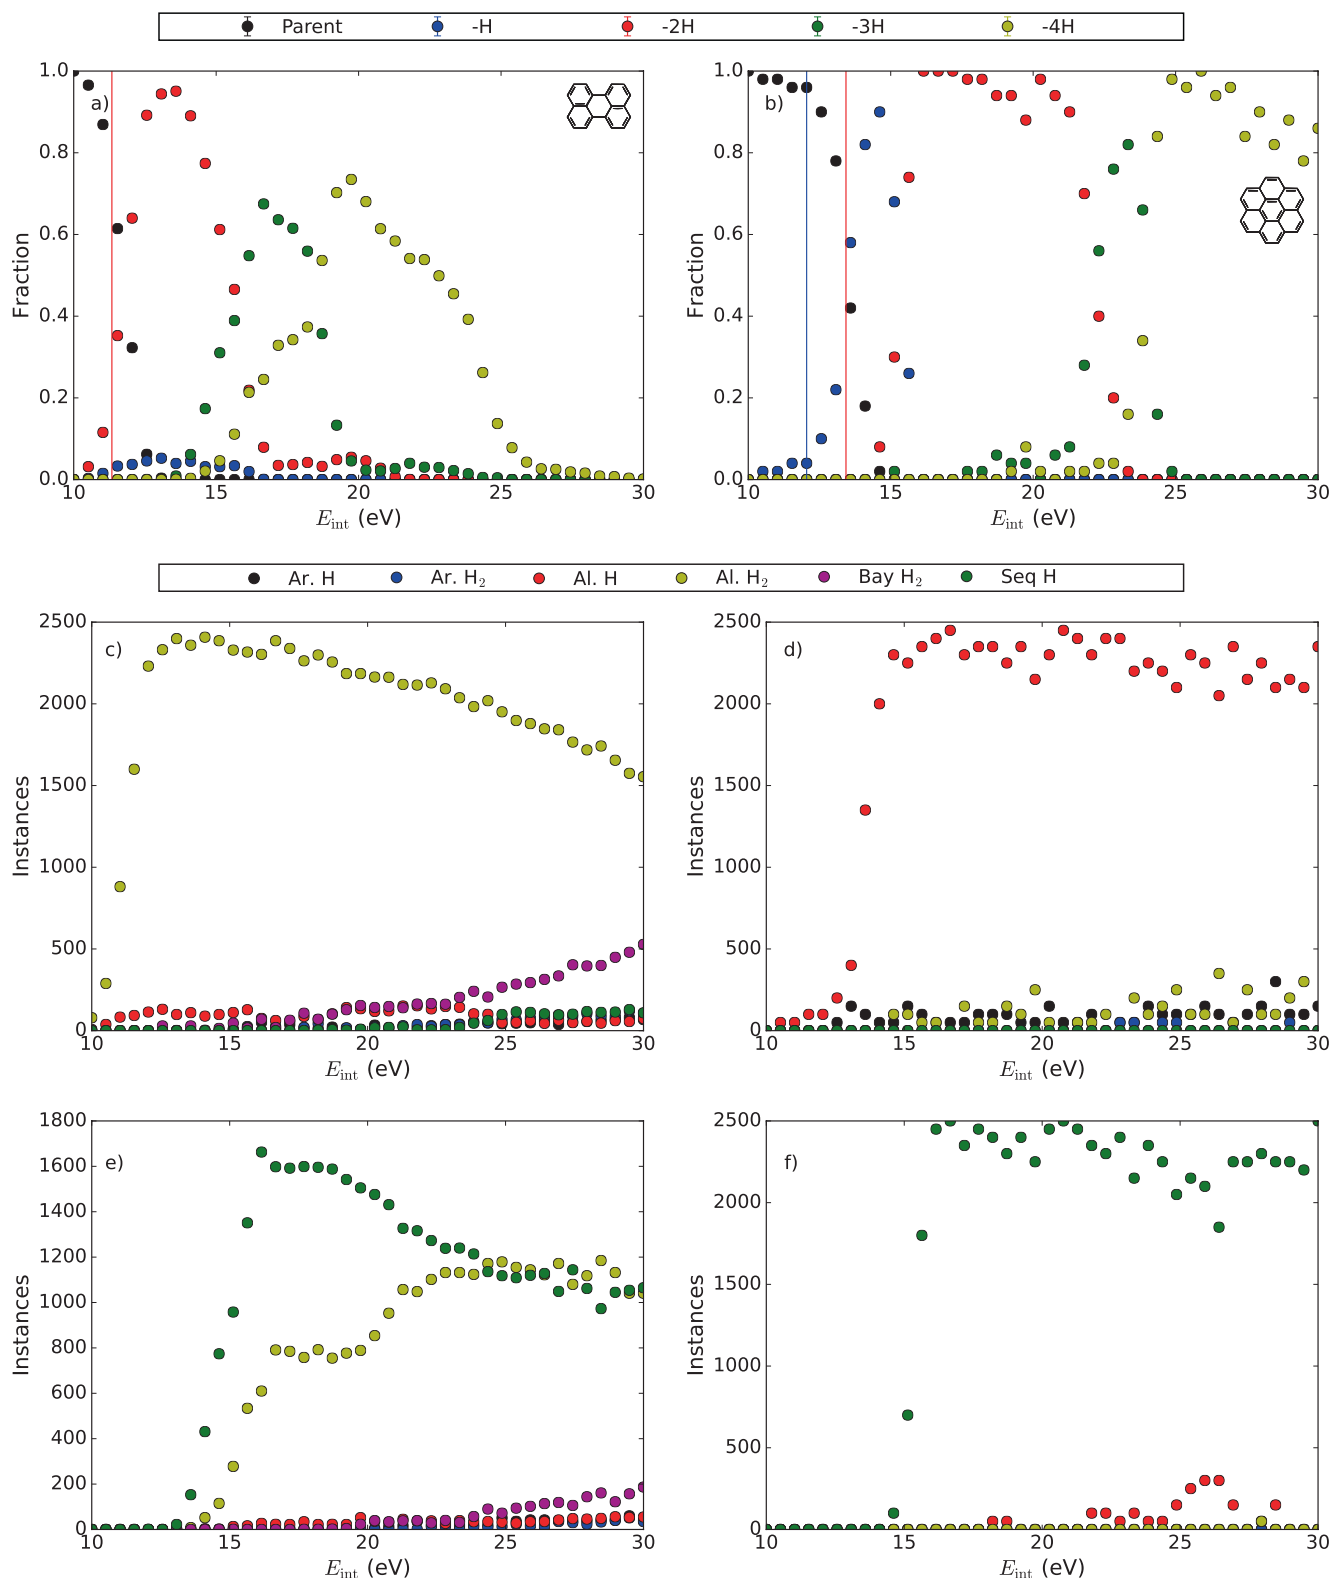 Parent -H -2H -3H -4H
1.0 0.8 0.6 0.4 0.2 0.0
Fraction
a)
10 15 20 25 30
E_int (eV)
1.0 0.8 0.6 0.4 0.2 0.0
Fraction
b)
10 15 20 25 30
E_int (eV)
Ar. H Ar. H₂ Al. H Al. H₂ Bay H₂ Seq H
2500 2000 1500 1000 500 0
Instances
c)
10 15 20 25 30
E_int (eV)
2500 2000 1500 1000 500 0
Instances
d)
10 15 20 25 30
E_int (eV)
1800 1600 1400 1200 1000 800 600 400 200 0
Instances
e)
10 15 20 25 30
E_int (eV)
2500 2000 1500 1000 500 0
Instances
f)
10 15 20 25 30
E_int (eV)